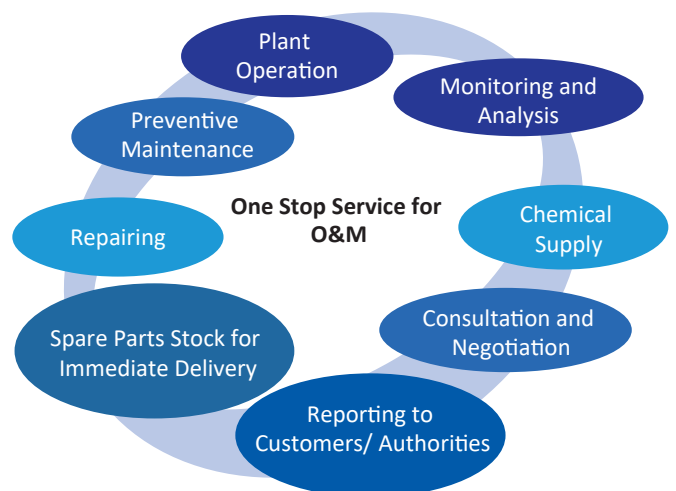 Plant
Operation
Monitoring and
Analysis
Preventive
Maintenance
One Stop Service for
O&M
Chemical
Supply
Repairing
Consultation and
Negotiation
Spare Parts Stock for
Immediate Delivery
Reporting to
Customers/ Authorities